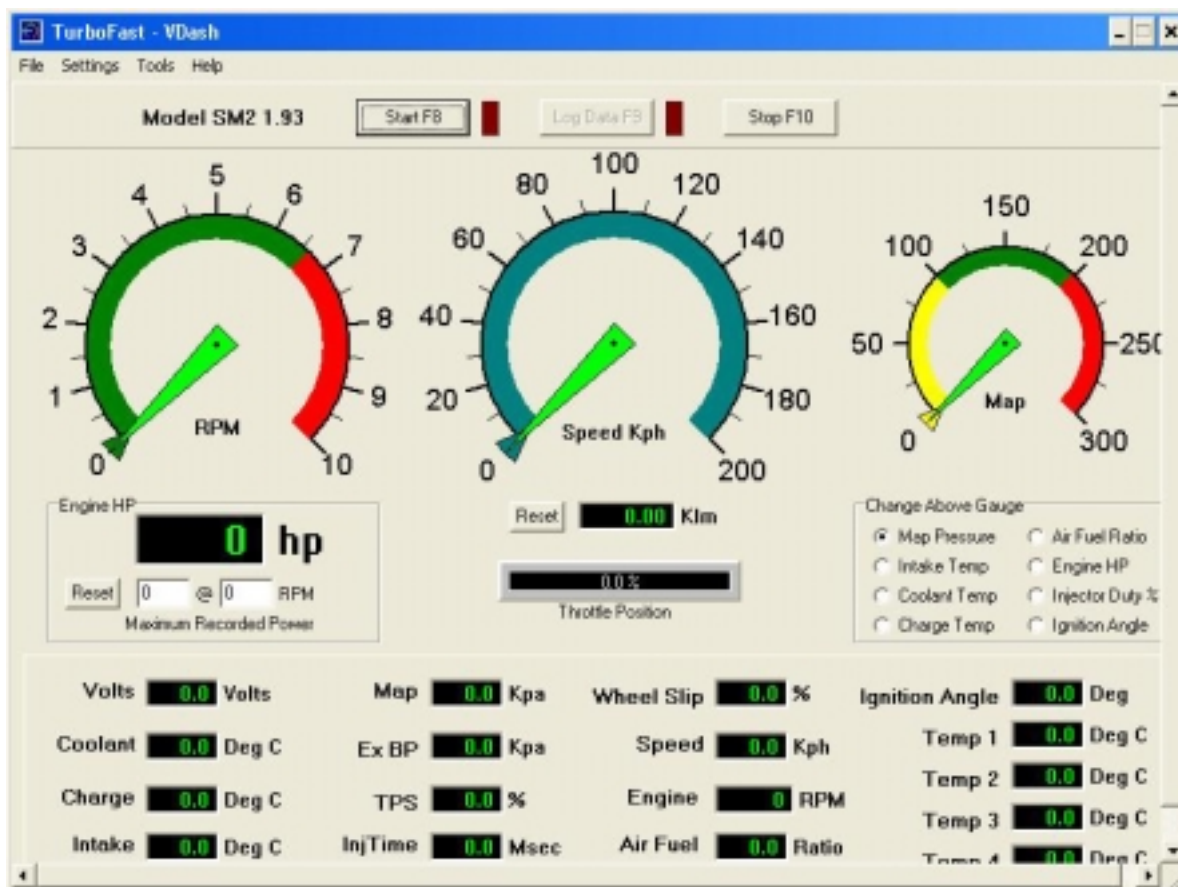 TurboFast - VDash
File Settings Tools Help
Model SM2 1.93 Start F8 Log Data F9 Stop F10
0 1 2 3 4 5 6 7 8 9 10
RPM
0 20 40 60 80 100 120 140 160 180 200
Speed Kph
0 50 100 150 200 250 300
Map
Engine HP
0 hp
Reset 0 @ 0 RPM
Maximum Recorded Power
Reset 0.00 Klm
0.0 %
Throttle Position
Change Above Gauge
Map Pressure Air Fuel Ratio
Intake Temp Engine HP
Coolant Temp Injector Duty %
Charge Temp Ignition Angle
Volts 0.0 Volts Map 0.0 Kpa Wheel Slip 0.0 % Ignition Angle 0.0 Deg
Coolant 0.0 Deg C Ex BP 0.0 Kpa Speed 0.0 Kph Temp 1 0.0 Deg C
Temp 2 0.0 Deg C
Charge 0.0 Deg C TPS 0.0 % Engine 0 RPM Temp 3 0.0 Deg C
Intake 0.0 Deg C InjTime 0.0 Msec Air Fuel 0.0 Ratio Temp 4 0.0 Deg C